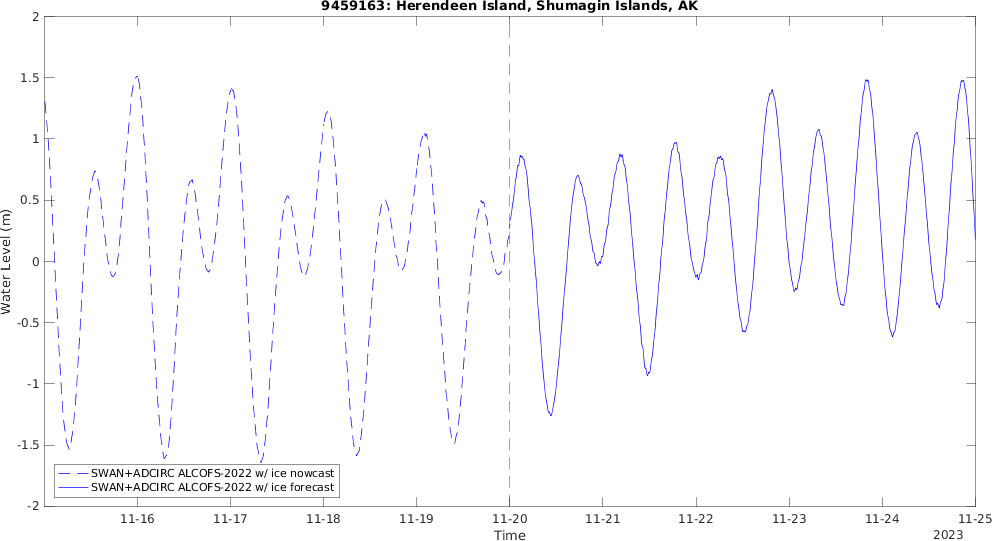 9459163: Herendeen Island, Shumagin Islands, AK
2
1.5
1
0.5
0
-0.5
-1
-1.5
-2
Water Level (m)
SWAN+ADCIRC ALCOFS-2022 w/ ice nowcast
SWAN+ADCIRC ALCOFS-2022 w/ ice forecast
11-16 11-17 11-18 11-19 11-20 11-21 11-22 11-23 11-24 11-25
Time
2023